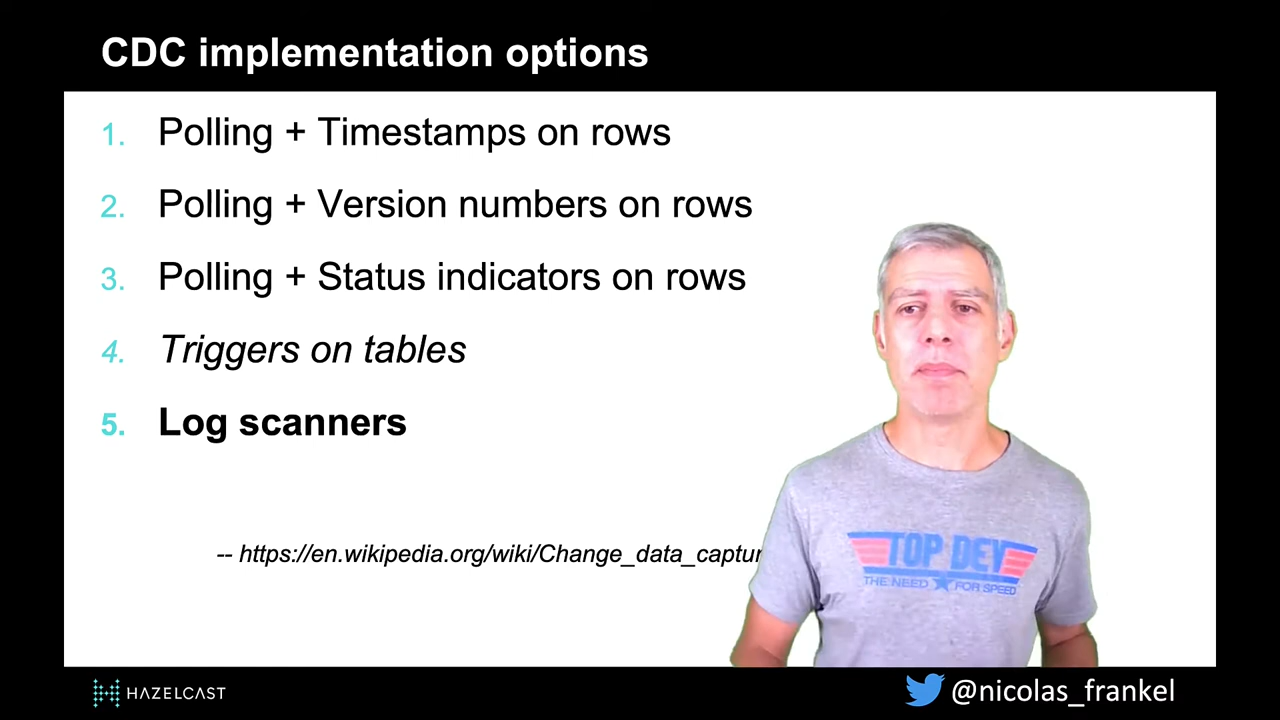 CDC implementation options
1. Polling + Timestamps on rows
2. Polling + Version numbers on rows
3. Polling + Status indicators on rows
4. Triggers on tables
5. Log scanners
-- https://en.wikipedia.org/wiki/Change_data_captur
TOP DEV
THE NEED FOR SPEED
HAZELCAST
@nicolas_frankel